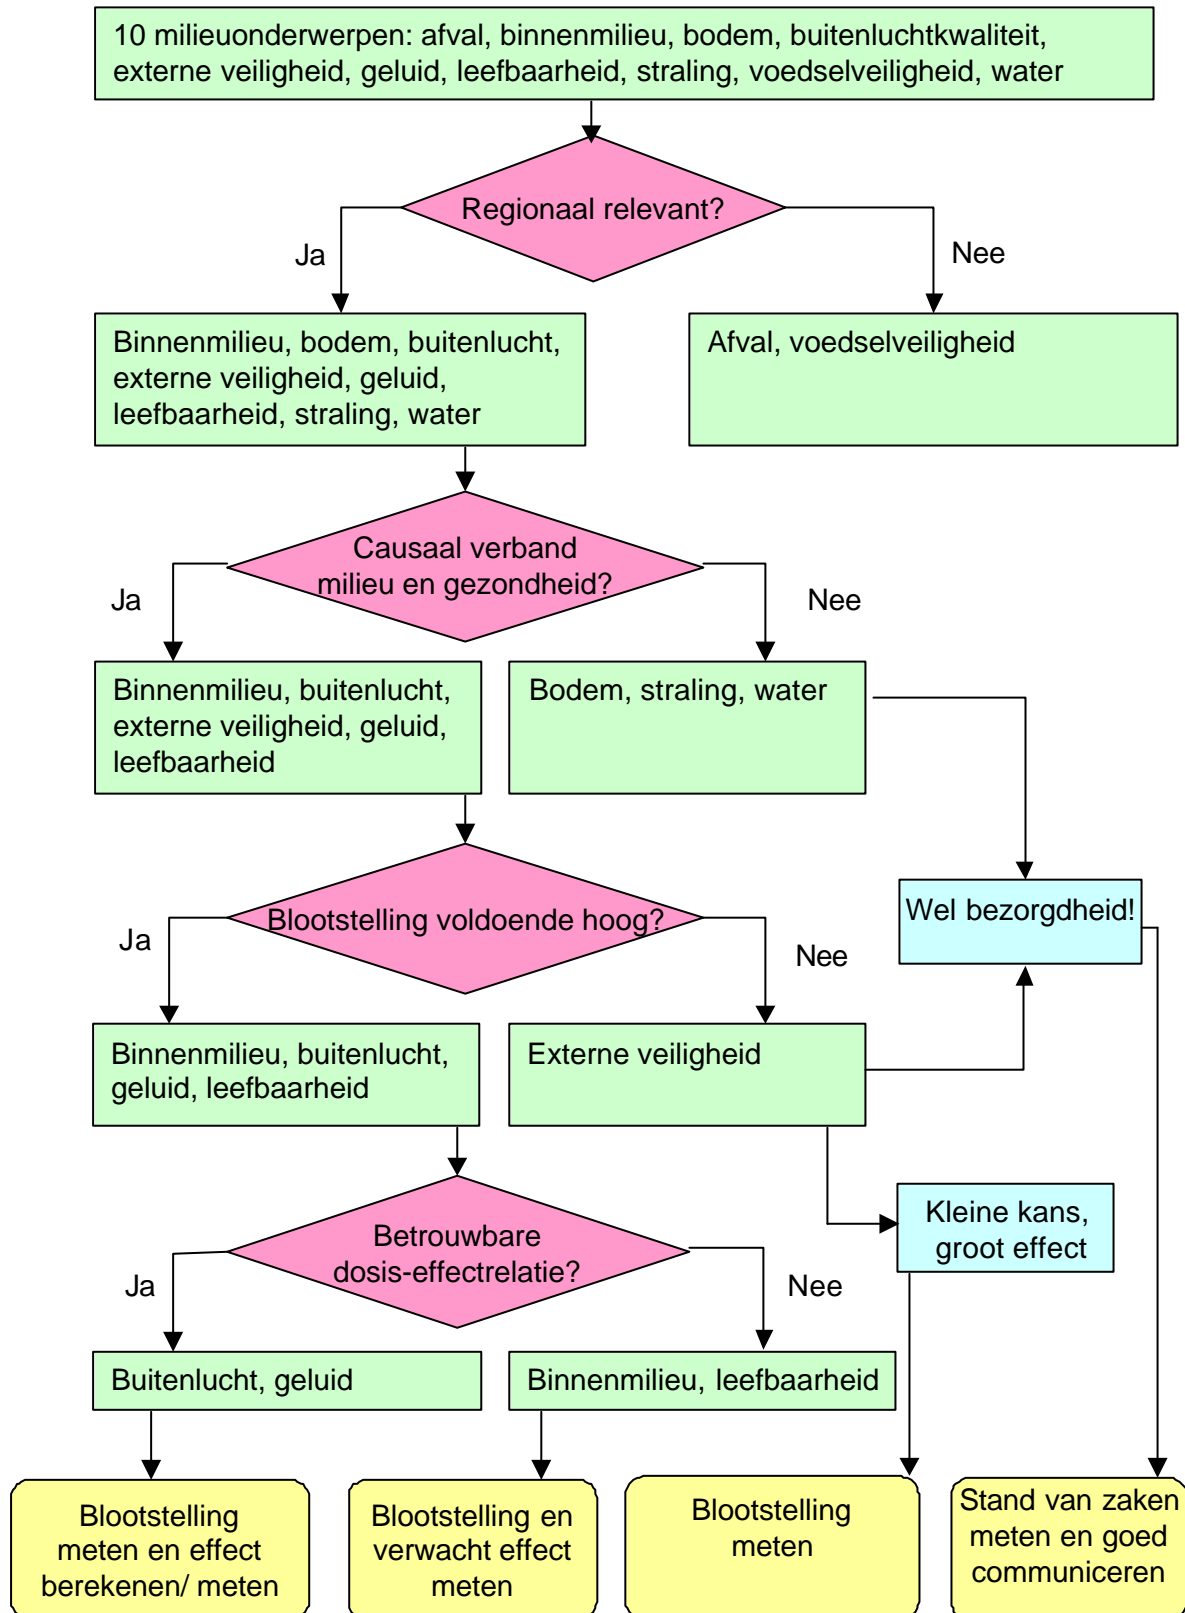 10 milieuonderwerpen: afval, binnenmilieu, bodem, buitenluchtkwaliteit,
externe veiligheid, geluid, leefbaarheid, straling, voedselveiligheid, water
Regionaal relevant?
Ja
Nee
Binnenmilieu, bodem, buitenlucht,
externe veiligheid, geluid,
leefbaarheid, straling, water
Afval, voedselveiligheid
Causaal verband
milieu en gezondheid?
Ja
Nee
Binnenmilieu, buitenlucht,
externe veiligheid, geluid,
leefbaarheid
Bodem, straling, water
Blootstelling voldoende hoog?
Ja
Nee
Wel bezorgdheid!
Binnenmilieu, buitenlucht,
geluid, leefbaarheid
Externe veiligheid
Kleine kans,
groot effect
Betrouwbare
dosis-effectrelatie?
Ja
Nee
Buitenlucht, geluid
Binnenmilieu, leefbaarheid
Blootstelling
meten en effect
berekenen/ meten
Blootstelling en
verwacht effect
meten
Blootstelling
meten
Stand van zaken
meten en goed
communiceren